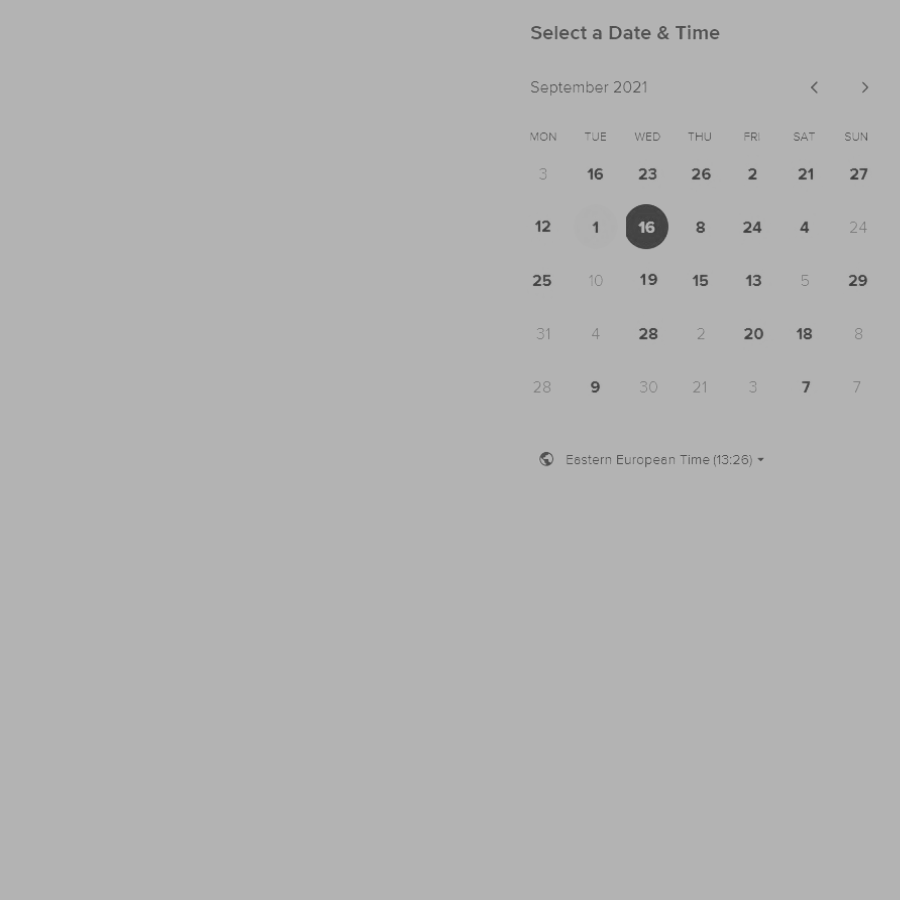 Select a Date & Time
September 2021
MON TUE WED THU FRI SAT SUN
3 16 23 26 2 21 27
12 1 16 8 24 4 24
25 10 19 15 13 5 29
31 4 28 2 20 18 8
28 9 30 21 3 7 7
Eastern European Time (13:26)